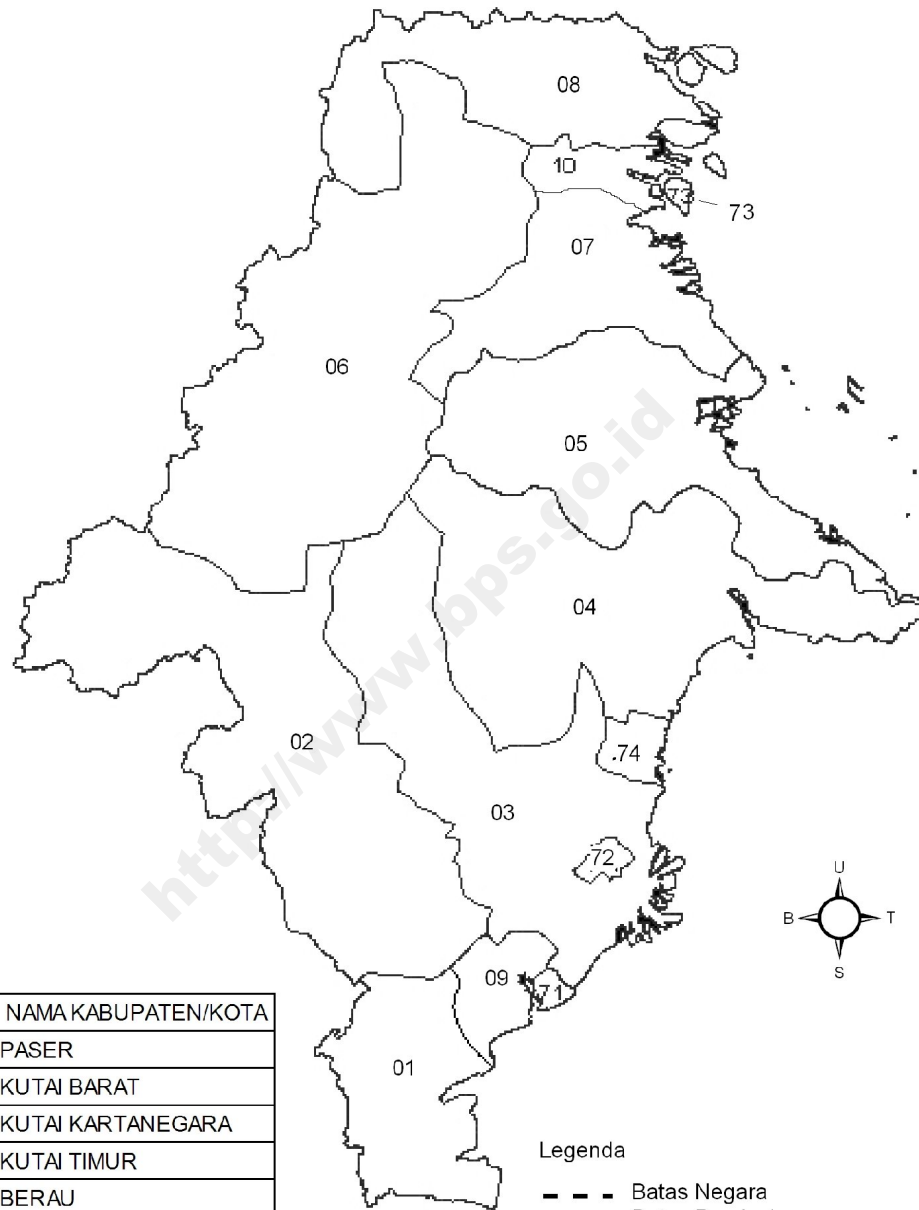 08
10
73
73
07
06
05
04
02
.74
03
72
U
B
T
S
09
71
01
NAMA KABUPATEN/KOTA
PASER
KUTAI BARAT
KUTAI KARTANEGARA
KUTAI TIMUR
BERAU
Legenda
Batas Negara
http://www.bps.go.id